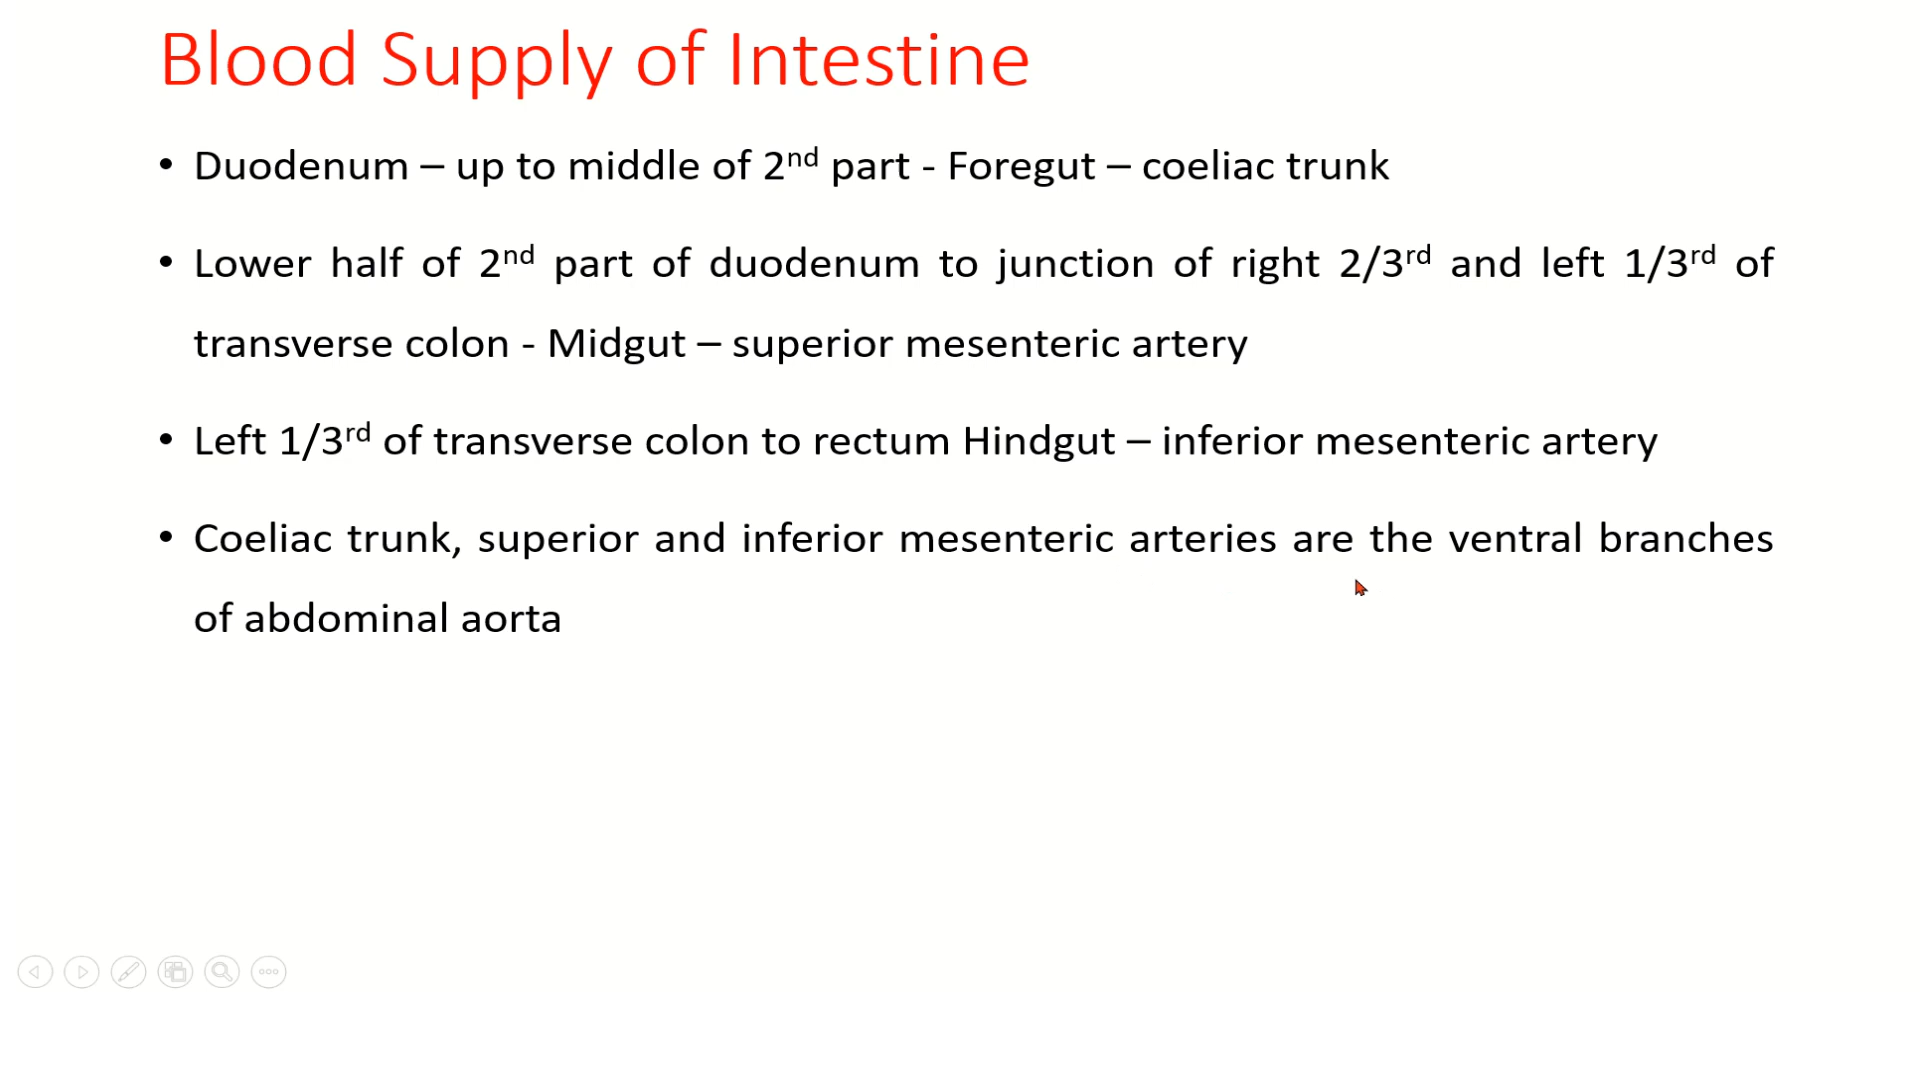 Blood Supply of Intestine
• Duodenum – up to middle of 2nd part - Foregut – coeliac trunk
• Lower half of 2nd part of duodenum to junction of right 2/3rd and left 1/3rd of
transverse colon - Midgut – superior mesenteric artery
• Left 1/3rd of transverse colon to rectum Hindgut – inferior mesenteric artery
• Coeliac trunk, superior and inferior mesenteric arteries are the ventral branches
of abdominal aorta